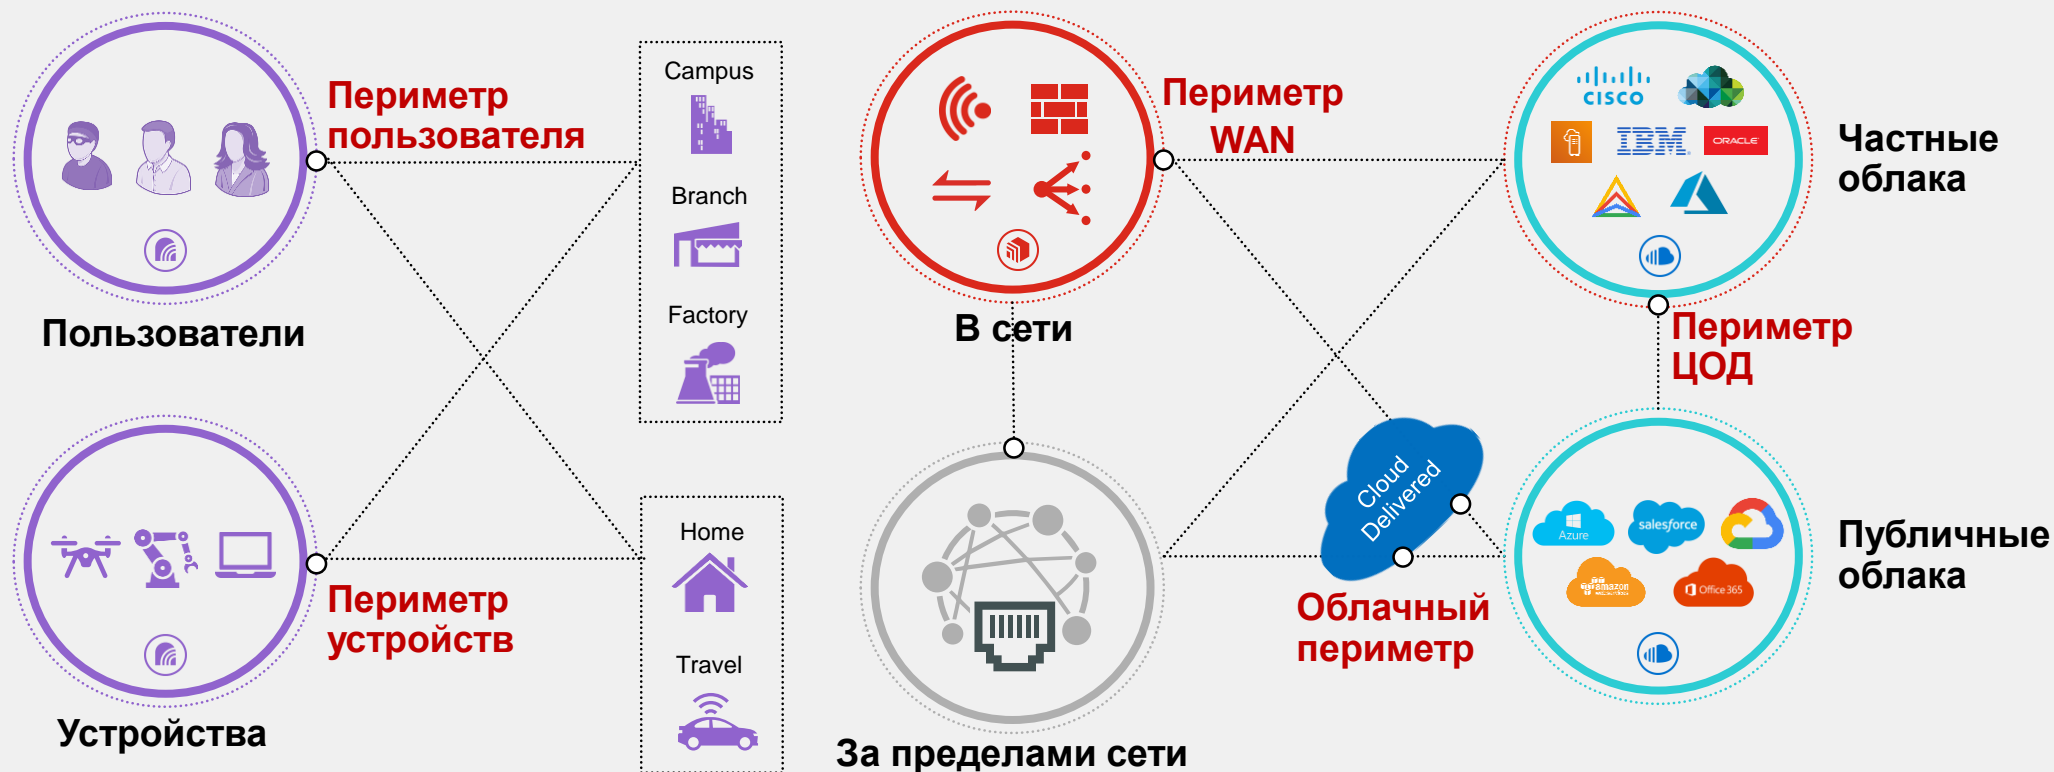 Периметр
пользователя
Пользователи
Campus
Branch
Factory
Периметр
устройств
Устройства
Home
Travel
Периметр
WAN
В сети
За пределами сети
CISCO
IBM
ORACLE
Частные
облака
Периметр
ЦОД
Cloud
Delivered
Облачный
периметр
Azure
salesforce
amazon
Office 365
Публичные
облака